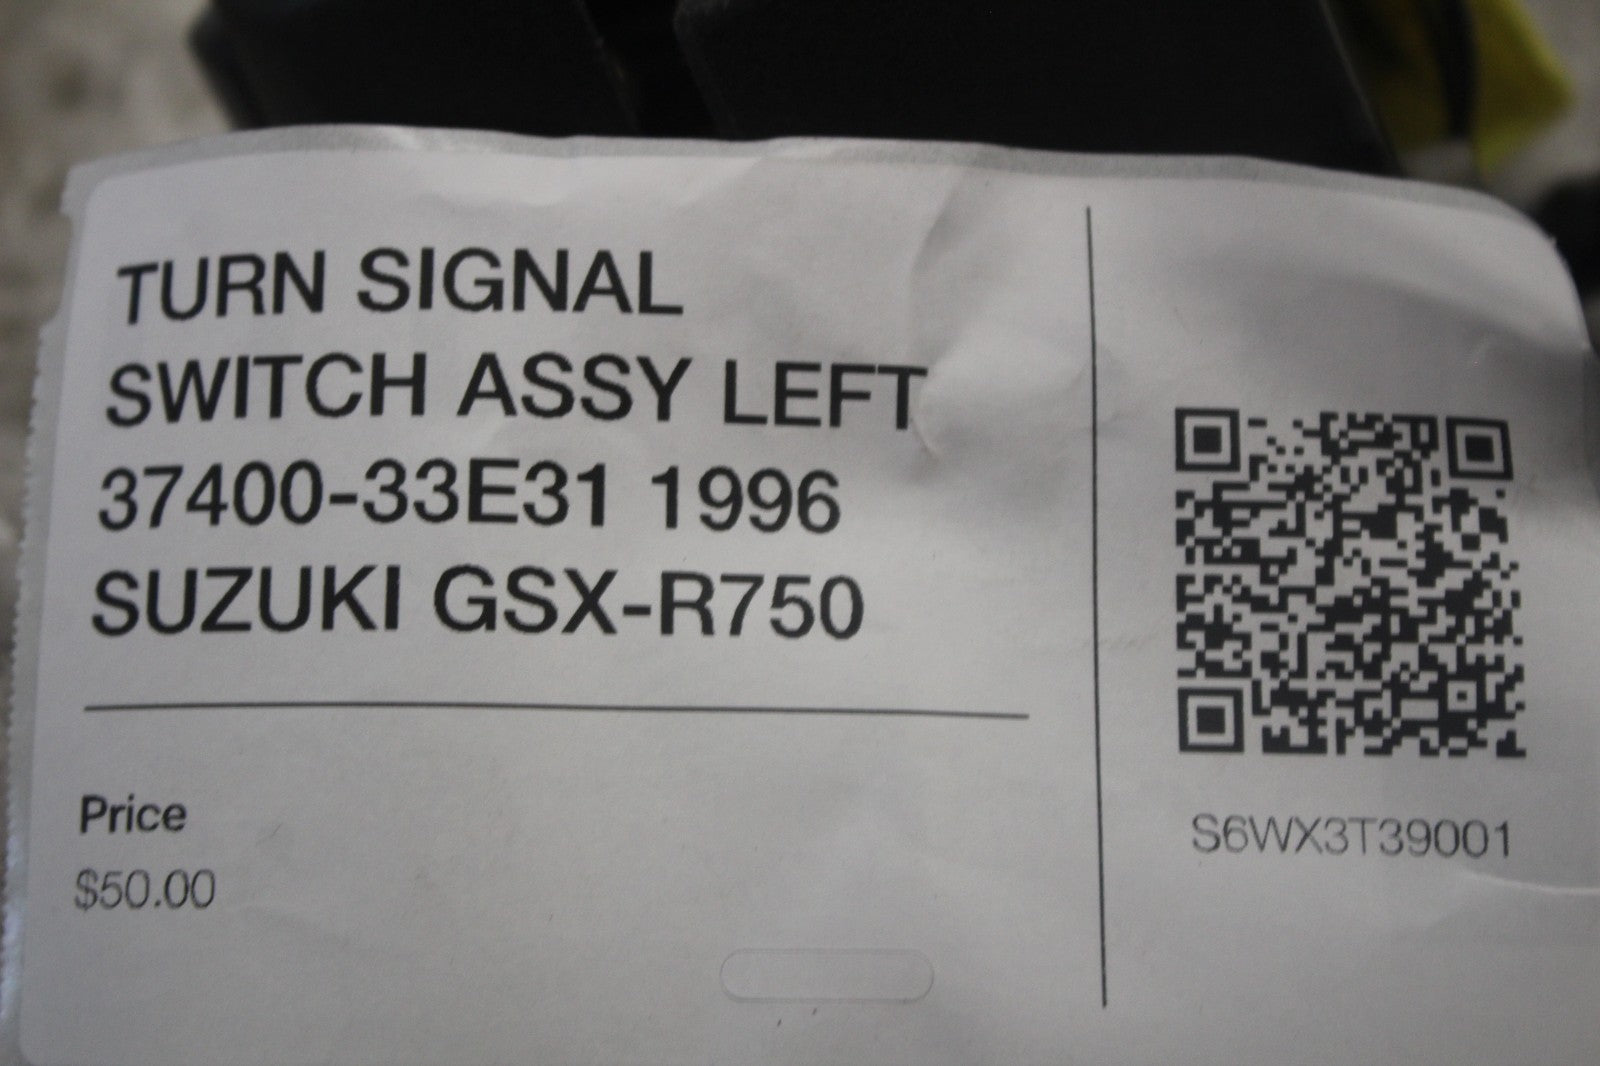 TURN SIGNAL
SWITCH ASSY LEFT
37400-33E31 1996
SUZUKI GSX-R750
Price
$50.00
S6WX3T39001